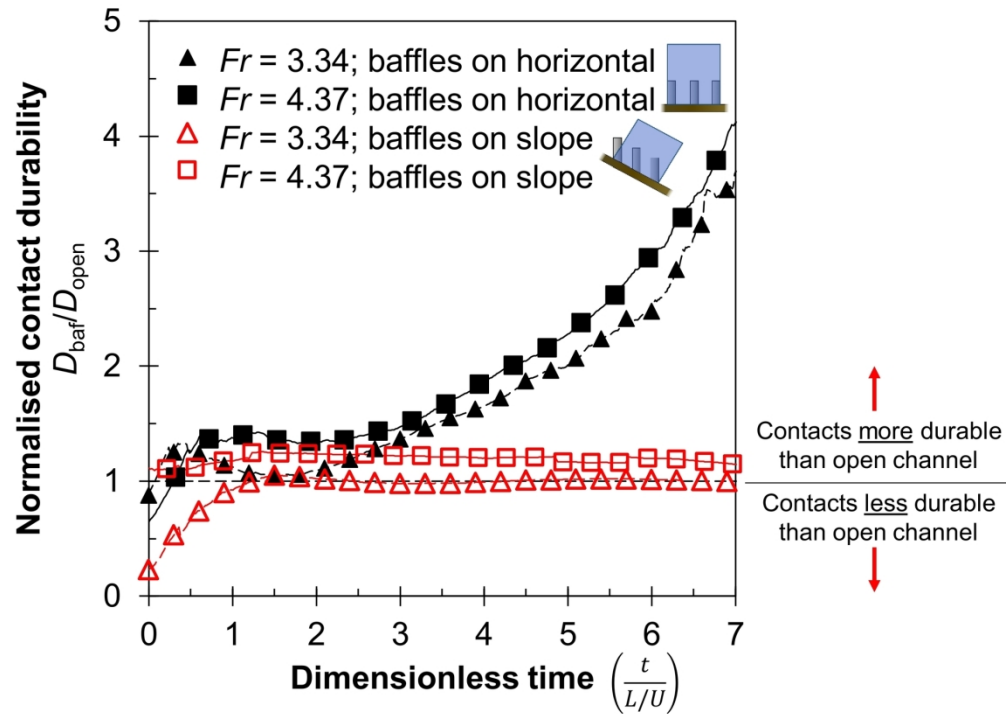 Normalised contact durability
D_baf/D_open
5
4
3
2
1
0
Fr = 3.34; baffles on horizontal
Fr = 4.37; baffles on horizontal
Fr = 3.34; baffles on slope
Fr = 4.37; baffles on slope
Contacts more durable
than open channel
Contacts less durable
than open channel
0 1 2 3 4 5 6 7
Dimensionless time (t/(L/U))